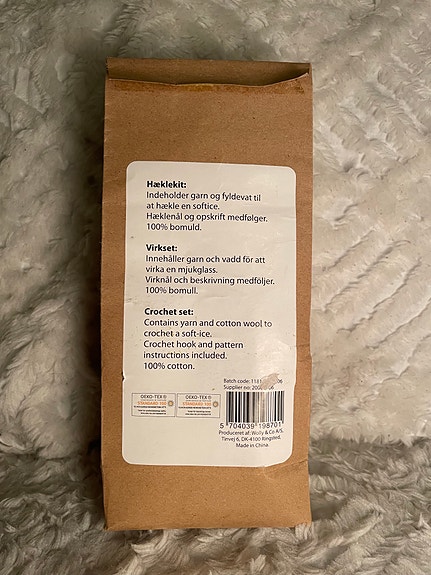 Hæklekit:
Indeholder garn og fyldevat til
at hækle en softice.
Hæklenål og opskrift medfølger.
100% bomuld.
Virkset:
Innehåller garn och vadd för att
virka en mjukglass.
Virknål och beskrivning medföljer.
100% bomull.
Crochet set:
Contains yarn and cotton wool to
crochet a soft-ice.
Crochet hook and pattern
instructions included.
100% cotton.
Batch code:
Supplier no:
OEKO-TEX® OEKO-TEX®
STANDARD 100 STANDARD 100
5 704039 198701
Produceret af: Wolly & Co A/S,
Tinvej 6, DK-4100 Ringsted.
Made in China.